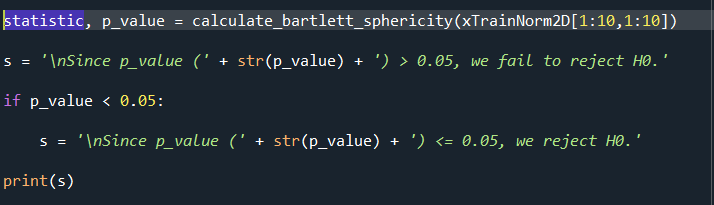 statistic, p_value = calculate_bartlett_sphericity(xTrainNorm2D[1:10,1:10])
s = '\nSince p_value (' + str(p_value) + ') > 0.05, we fail to reject H0.'
if p_value < 0.05:
    s = '\nSince p_value (' + str(p_value) + ') <= 0.05, we reject H0.'
print(s)